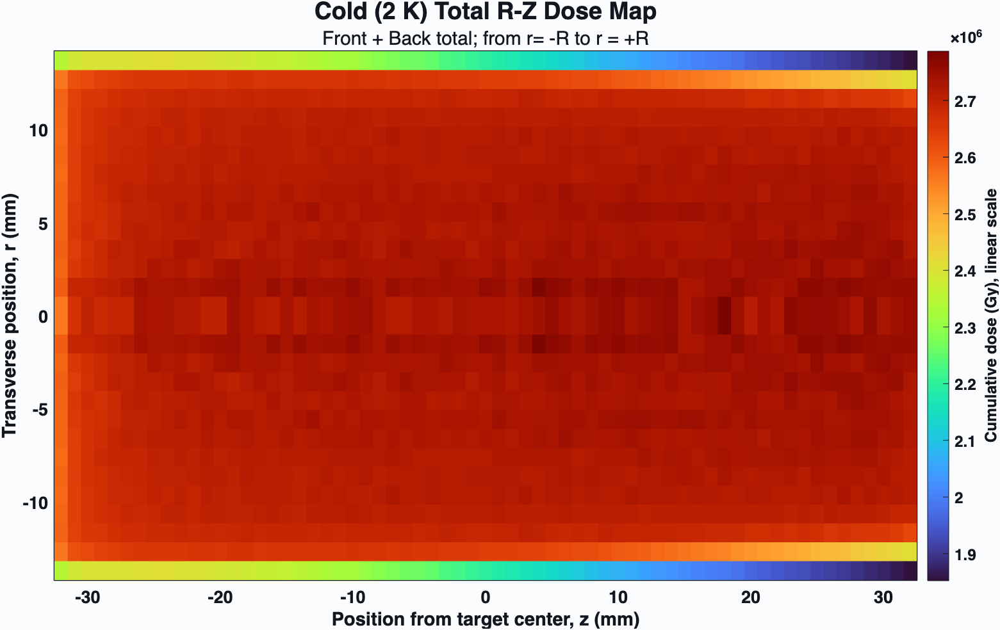 Cold (2 K) Total R-Z Dose Map
Front + Back total; from r= -R to r = +R
×10⁶
Transverse position, r (mm)
10
5
0
-5
-10
-30 -20 -10 0 10 20 30
Position from target center, z (mm)
2.7
2.6
2.5
2.4
2.3
2.2
2.1
2
1.9
Cumulative dose (Gy), linear scale